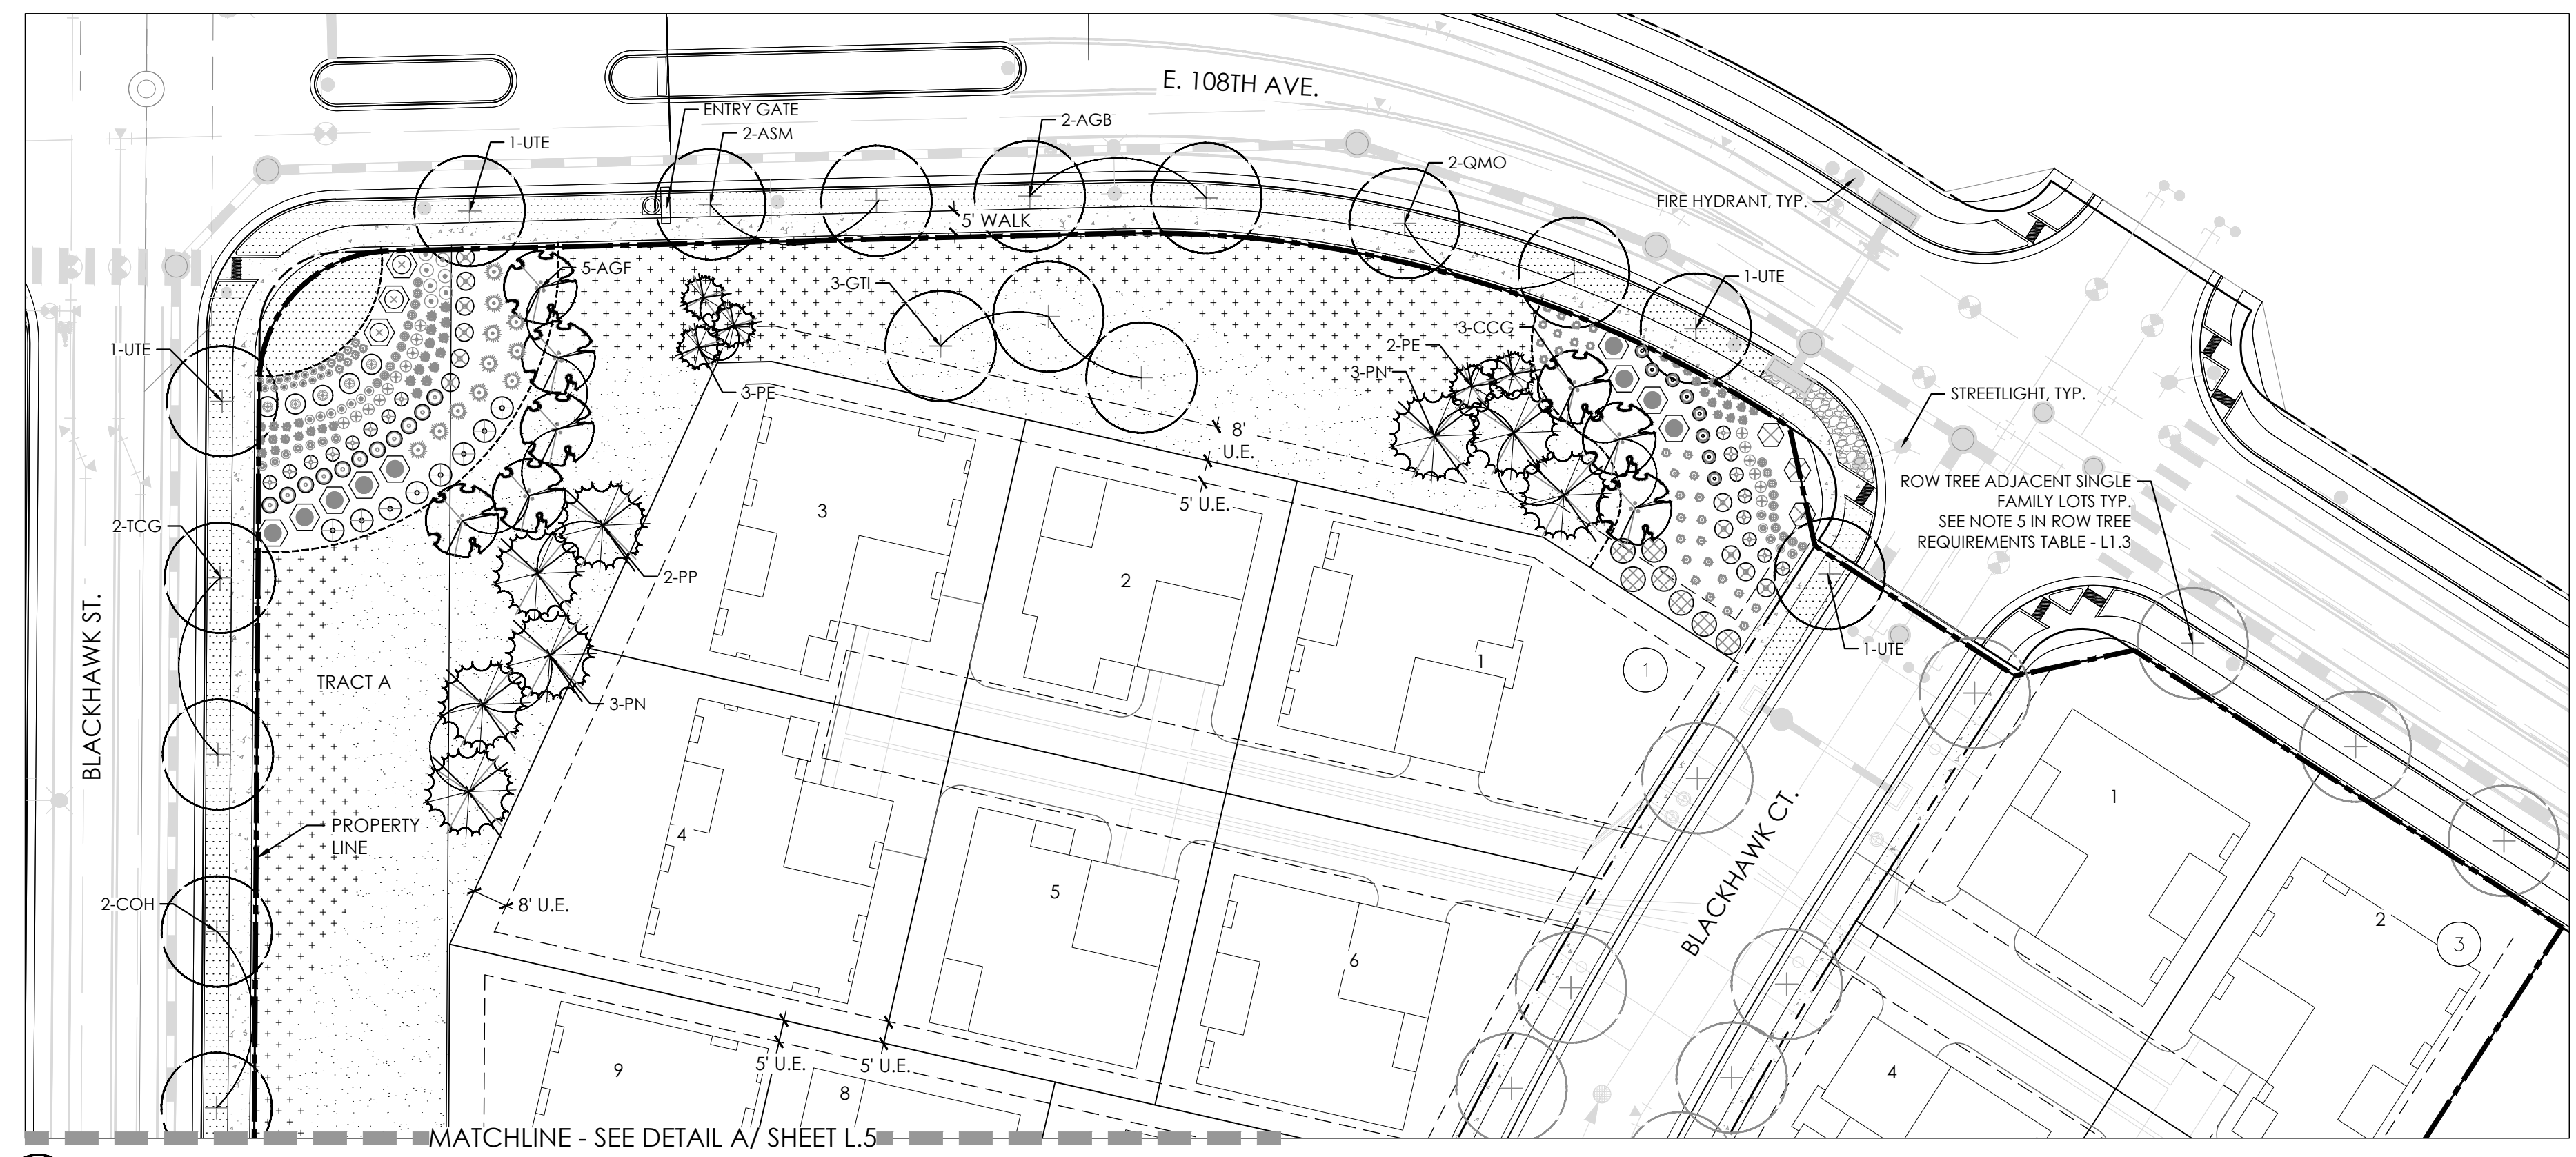 E. 108TH AVE.
ENTRY GATE
2-ASM
2-AGB
1-UTE
2-QMO
FIRE HYDRANT, TYP.
5' WALK
5-AGF
3-GTI
1-UTE
3-CCG
1-UTE
2-PE
3-PN
3-PE
STREETLIGHT, TYP.
8'
U.E.
5' U.E.
ROW TREE ADJACENT SINGLE
FAMILY LOTS TYP.
SEE NOTE 5 IN ROW TREE
REQUIREMENTS TABLE - L1.3
3
2-TCG
2-PP
2
1
1
1-UTE
BLACKHAWK ST.
TRACT A
3-PN
PROPERTY
LINE
4
1
BLACKHAWK CT.
5
2
3
2-COH
8' U.E.
6
5' U.E.
5' U.E.
9
8
4
MATCHLINE - SEE DETAIL A/ SHEET L.5